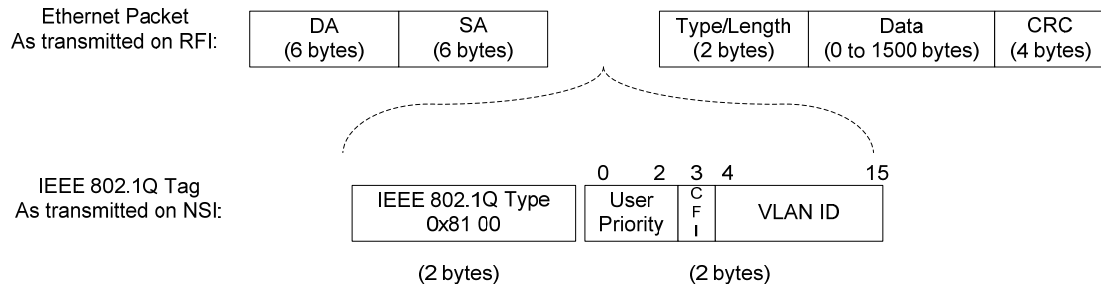 Ethernet Packet
As transmitted on RFI:
DA
(6 bytes)
SA
(6 bytes)
Type/Length
(2 bytes)
Data
(0 to 1500 bytes)
CRC
(4 bytes)
IEEE 802.1Q Tag
As transmitted on NSI:
IEEE 802.1Q Type
0x81 00
0 2 3 4 15
User
Priority
C
F
I
VLAN ID
(2 bytes)
(2 bytes)